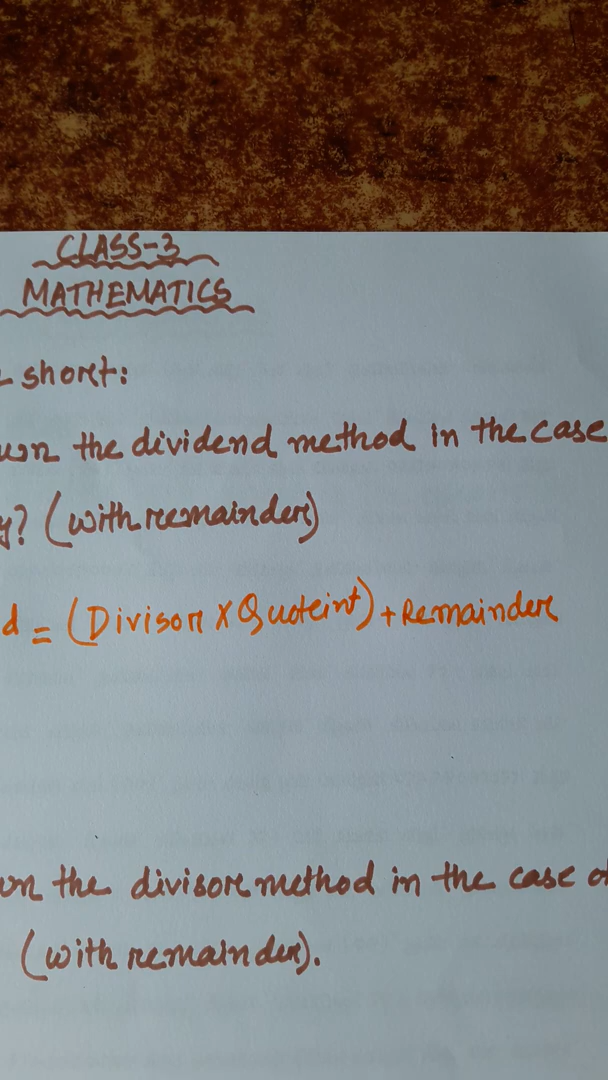 CLASS-3
MATHEMATICS
short:
the dividend method in the case
y? (with remainder)
d = (Divisor X Quoteint) + Remainder
the divisor method in the case of
(with remainder).